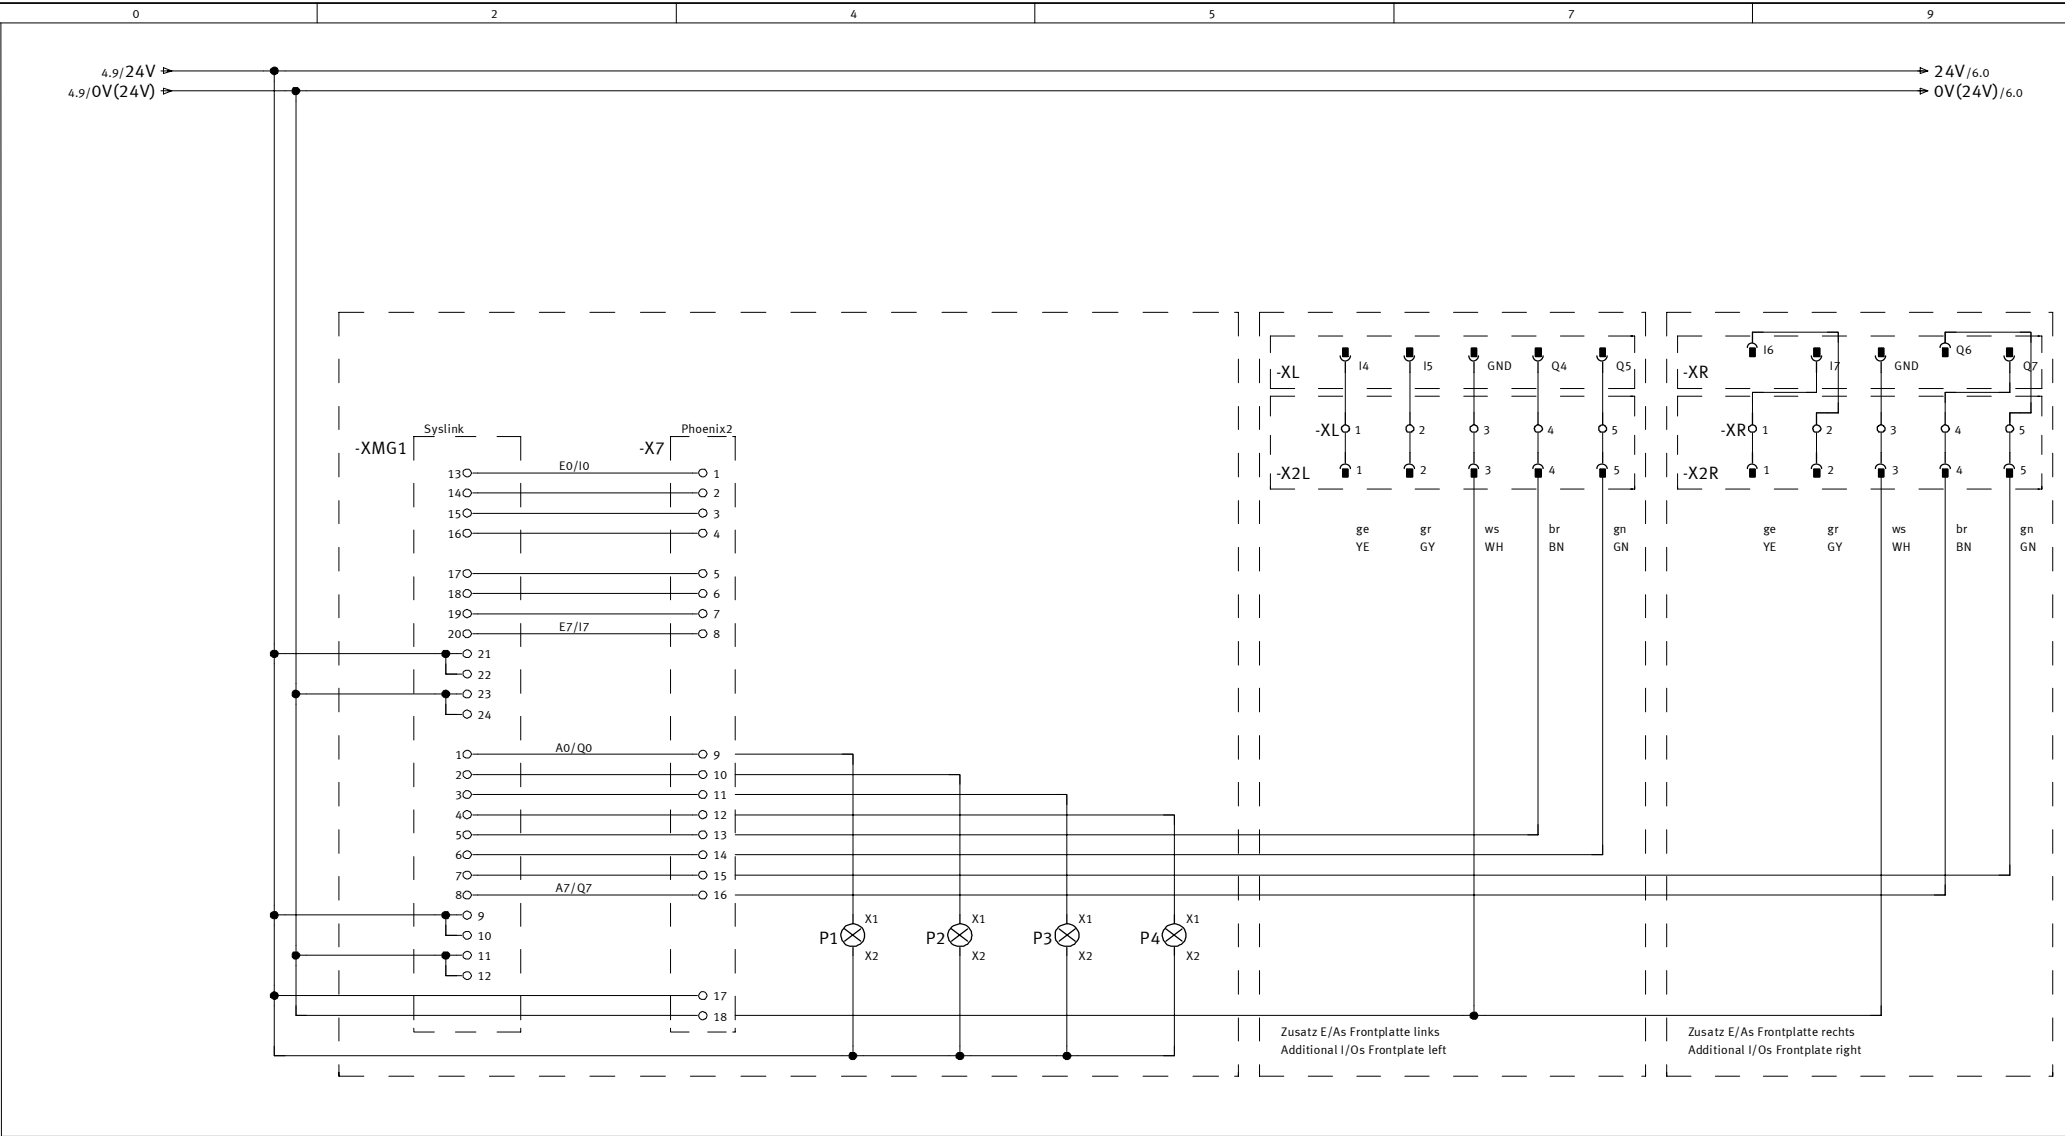 0 2 4 5 7 9
4.9/24V 24V/6.0
4.9/0V(24V) 0V(24V)/6.0
I4 I5 GND Q4 Q5
-XL
I6 I7 GND Q6 Q7
-XR
-XL 1 2 3 4 5
-XR 1 2 3 4 5
-X2L 1 2 3 4 5
-X2R 1 2 3 4 5
ge gr ws br gn
YE GY WH BN GN
ge gr ws br gn
YE GY WH BN GN
Syslink
-XMG1
Phoenix2
-X7
13 E0/I0 1
14 2
15 3
16 4
17 5
18 6
19 7
20 E7/I7 8
21
22
23
24
1 A0/Q0 9
2 10
3 11
4 12
5 13
6 14
7 15
8 A7/Q7 16
9
10
11
12
17
18
X1 X1 X1 X1
P1 P2 P3 P4
X2 X2 X2 X2
Zusatz E/As Frontplatte links
Additional I/Os Frontplate left
Zusatz E/As Frontplatte rechts
Additional I/Os Frontplate right